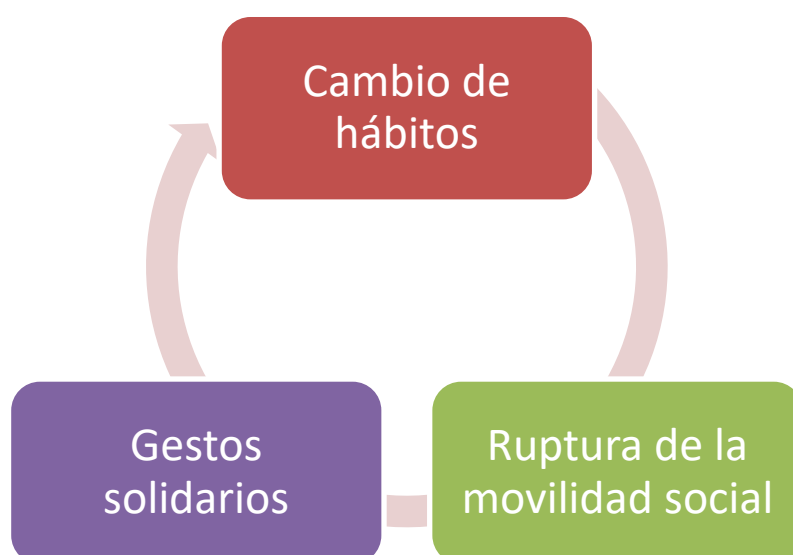 Cambio de
hábitos
Ruptura de la
movilidad social
Gestos
solidarios